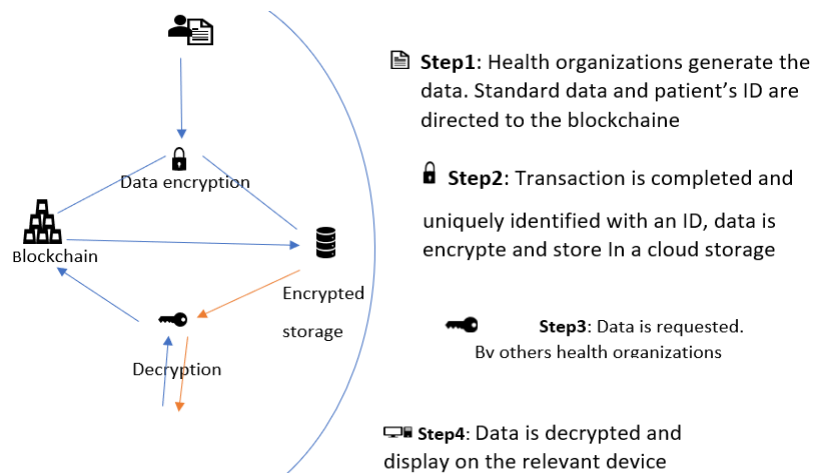 Data encryption
Blockchain
Encrypted
storage
Decryption
Step1: Health organizations generate the
data. Standard data and patient’s ID are
directed to the blockchaine
Step2: Transaction is completed and
uniquely identified with an ID, data is
encrypte and store In a cloud storage
Step3: Data is requested.
By others health organizations
Step4: Data is decrypted and
display on the relevant device